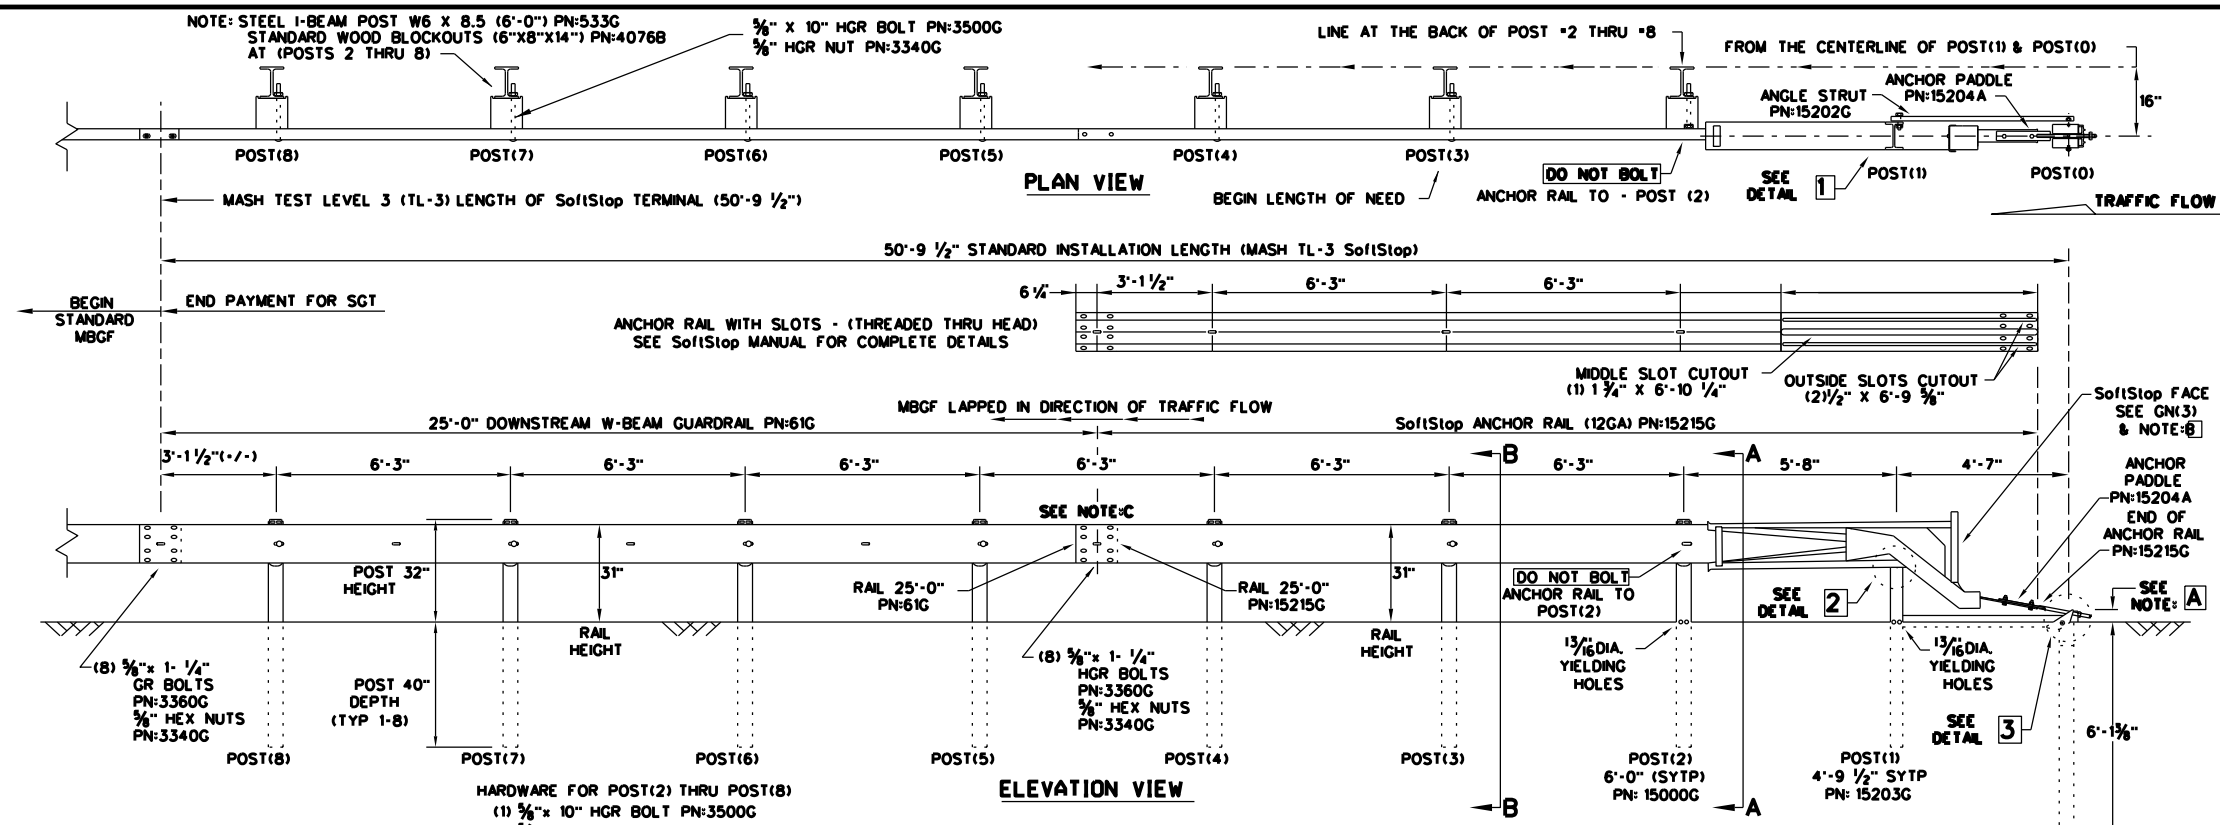 NOTE: STEEL I-BEAM POST W6 X 8.5 (6'-0") PN:533G
STANDARD WOOD BLOCKOUTS (6"X8"X14") PN:4076B
AT (POSTS 2 THRU 8)
5/8" X 10" HGR BOLT PN:3500G
5/8" HGR NUT PN:3340G
LINE AT THE BACK OF POST #2 THRU #8
FROM THE CENTERLINE OF POST(1) & POST(0)
ANCHOR PADDLE
PN:15204A
ANGLE STRUT
PN:15202G
16"
POST(8)
POST(7)
POST(6)
POST(5)
POST(4)
POST(3)
DO NOT BOLT
ANCHOR RAIL TO - POST (2)
SEE
DETAIL 1
POST(1)
POST(0)
PLAN VIEW
BEGIN LENGTH OF NEED
MASH TEST LEVEL 3 (TL-3) LENGTH OF SoftStop TERMINAL (50'-9 1/2")
TRAFFIC FLOW
50'-9 1/2" STANDARD INSTALLATION LENGTH (MASH TL-3 SoftStop)
BEGIN
STANDARD
MBGF
END PAYMENT FOR SGT
6 1/4"
3'-1 1/2"
6'-3"
6'-3"
ANCHOR RAIL WITH SLOTS - (THREADED THRU HEAD)
SEE SoftStop MANUAL FOR COMPLETE DETAILS
MIDDLE SLOT CUTOUT
(1) 1 3/4" X 6'-10 1/4"
OUTSIDE SLOTS CUTOUT
(2)1/2" X 6'-9 5/8"
SoftStop FACE
SEE GN(3)
& NOTE:B
MBGF LAPPED IN DIRECTION OF TRAFFIC FLOW
25'-0" DOWNSTREAM W-BEAM GUARDRAIL PN:61G
SoftStop ANCHOR RAIL (12GA) PN:15215G
3'-1 1/2"(+/-)
6'-3"
6'-3"
6'-3"
6'-3"
6'-3"
6'-3"
5'-8"
4'-7"
B
A
ANCHOR
PADDLE
PN:15204A
END OF
ANCHOR RAIL
PN:15215G
SEE NOTE:C
POST 32"
HEIGHT
31"
RAIL
HEIGHT
RAIL 25'-0"
PN:61G
RAIL 25'-0"
PN:15215G
31"
RAIL
HEIGHT
DO NOT BOLT
ANCHOR RAIL TO
POST(2)
SEE
DETAIL 2
SEE
NOTE: A
(8) 5/8"x 1- 1/4"
GR BOLTS
PN:3360G
5/8" HEX NUTS
PN:3340G
POST 40"
DEPTH
(TYP 1-8)
(8) 5/8"x 1- 1/4"
HGR BOLTS
PN:3360G
5/8" HEX NUTS
PN:3340G
13/16"DIA.
YIELDING
HOLES
13/16"DIA.
YIELDING
HOLES
SEE
DETAIL 3
6'-1 3/8"
POST(8)
POST(7)
POST(6)
POST(5)
POST(4)
POST(3)
POST(2)
6'-0" (SYTP)
PN: 15000G
POST(1)
4'-9 1/2" SYTP
PN: 15203G
HARDWARE FOR POST(2) THRU POST(8)
(1) 5/8"x 10" HGR BOLT PN:3500G
ELEVATION VIEW
B
A